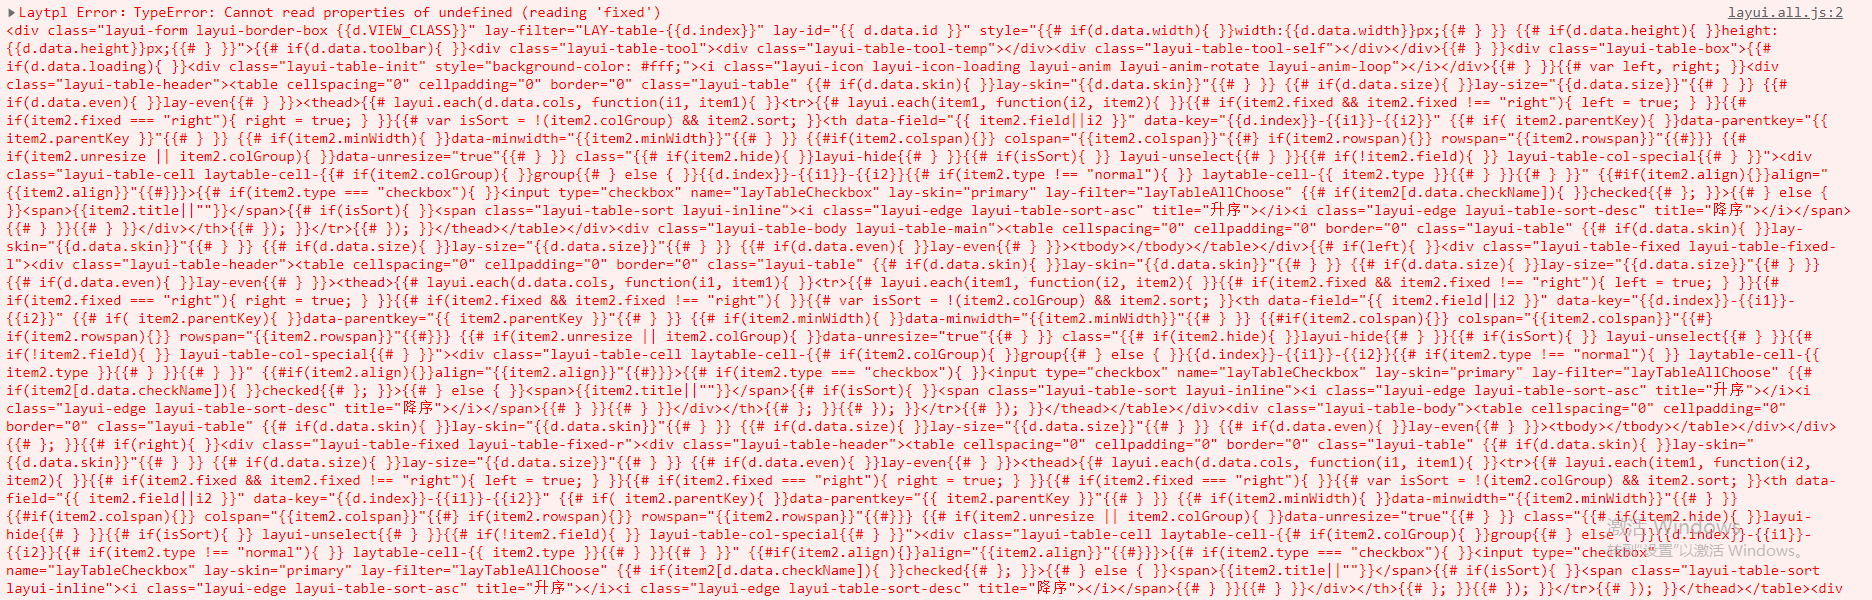 Laytpl Error：TypeError: Cannot read properties of undefined (reading 'fixed')
layui.all.js:2
<div class="layui-form layui-border-box {{d.VIEW_CLASS}}" lay-filter="LAY-table-{{d.index}}" lay-id="{{ d.data.id }}" style="{{# if(d.data.width){ }}width:{{d.data.width}}px;{{# } }} {{# if(d.data.height){ }}height:
{{d.data.height}}px;{{# } }}">{{# if(d.data.toolbar){ }}<div class="layui-table-tool"><div class="layui-table-tool-temp"></div><div class="layui-table-tool-self"></div></div>{{# } }}<div class="layui-table-box">{{#
if(d.data.loading){ }}<div class="layui-table-init" style="background-color: #fff;"><i class="layui-icon layui-icon-loading layui-anim layui-anim-rotate layui-anim-loop"></i></div>{{# } }}{{# var left, right; }}<div
class="layui-table-header"><table cellspacing="0" cellpadding="0" border="0" class="layui-table" {{# if(d.data.skin){ }}lay-skin="{{d.data.skin}}"{{# } }} {{# if(d.data.size){ }}lay-size="{{d.data.size}}"{{# } }} {{#
if(d.data.even){ }}lay-even{{# } }}><thead>{{# layui.each(d.data.cols, function(i1, item1){ }}<tr>{{# layui.each(item1, function(i2, item2){ }}{{# if(item2.fixed && item2.fixed !== "right"){ left = true; } }}{{#
if(item2.fixed === "right"){ right = true; } }}{{# var isSort = !(item2.colGroup) && item2.sort; }}<th data-field="{{ item2.field||i2 }}" data-key="{{d.index}}-{{i1}}-{{i2}}" {{# if( item2.parentKey){ }}data-parentkey="{{
item2.parentKey }}"{{# } }} {{# if(item2.minWidth){ }}data-minwidth="{{item2.minWidth}}"{{# } }} {{#if(item2.colspan){}} colspan="{{item2.colspan}}"{{#} if(item2.rowspan){}} rowspan="{{item2.rowspan}}"{{#}}} {{#
if(item2.unresize || item2.colGroup){ }}data-unresize="true"{{# } }} class="{{# if(item2.hide){ }}layui-hide{{# } }}{{# if(isSort){ }} layui-unselect{{# } }}{{# if(!item2.field){ }} layui-table-col-special{{# } }}"><div
class="layui-table-cell laytable-cell-{{# if(item2.colGroup){ }}group{{# } else { }}{{d.index}}-{{i1}}-{{i2}}{{# if(item2.type !== "normal"){ }} laytable-cell-{{ item2.type }}{{# } }}{{# } }}" {{#if(item2.align){}}align="
{{item2.align}}"{{#}}}>{{# if(item2.type === "checkbox"){ }}<input type="checkbox" name="layTableCheckbox" lay-skin="primary" lay-filter="layTableAllChoose" {{# if(item2[d.data.checkName]){ }}checked{{# }; }}>{{# } else {
}}<span>{{item2.title||""}}</span>{{# if(isSort){ }}<span class="layui-table-sort layui-inline"><i class="layui-edge layui-table-sort-asc" title="升序"></i><i class="layui-edge layui-table-sort-desc" title="降序"></i></span>
{{# } }}{{# } }}</div></th>{{# }); }}</tr>{{# }); }}</thead></table></div><div class="layui-table-body layui-table-main"><table cellspacing="0" cellpadding="0" border="0" class="layui-table" {{# if(d.data.skin){ }}lay-
skin="{{d.data.skin}}"{{# } }} {{# if(d.data.size){ }}lay-size="{{d.data.size}}"{{# } }} {{# if(d.data.even){ }}lay-even{{# } }}><tbody></tbody></table></div>{{# if(left){ }}<div class="layui-table-fixed layui-table-fixed-
l"><div class="layui-table-header"><table cellspacing="0" cellpadding="0" border="0" class="layui-table" {{# if(d.data.skin){ }}lay-skin="{{d.data.skin}}"{{# } }} {{# if(d.data.size){ }}lay-size="{{d.data.size}}"{{# } }}
{{# if(d.data.even){ }}lay-even{{# } }}><thead>{{# layui.each(d.data.cols, function(i1, item1){ }}<tr>{{# layui.each(item1, function(i2, item2){ }}{{# if(item2.fixed && item2.fixed !== "right"){ left = true; } }}{{#
if(item2.fixed === "right"){ right = true; } }}{{# if(item2.fixed && item2.fixed !== "right"){ }}{{# var isSort = !(item2.colGroup) && item2.sort; }}<th data-field="{{ item2.field||i2 }}" data-key="{{d.index}}-{{i1}}-
{{i2}}" {{# if( item2.parentKey){ }}data-parentkey="{{ item2.parentKey }}"{{# } }} {{# if(item2.minWidth){ }}data-minwidth="{{item2.minWidth}}"{{# } }} {{#if(item2.colspan){}} colspan="{{item2.colspan}}"{{#}
if(item2.rowspan){}} rowspan="{{item2.rowspan}}"{{#}}} {{# if(item2.unresize || item2.colGroup){ }}data-unresize="true"{{# } }} class="{{# if(item2.hide){ }}layui-hide{{# } }}{{# if(isSort){ }} layui-unselect{{# } }}{{#
if(!item2.field){ }} layui-table-col-special{{# } }}"><div class="layui-table-cell laytable-cell-{{# if(item2.colGroup){ }}group{{# } else { }}{{d.index}}-{{i1}}-{{i2}}{{# if(item2.type !== "normal"){ }} laytable-cell-{{
item2.type }}{{# } }}{{# } }}" {{#if(item2.align){}}align="{{item2.align}}"{{#}}}>{{# if(item2.type === "checkbox"){ }}<input type="checkbox" name="layTableCheckbox" lay-skin="primary" lay-filter="layTableAllChoose" {{#
if(item2[d.data.checkName]){ }}checked{{# }; }}>{{# } else { }}<span>{{item2.title||""}}</span>{{# if(isSort){ }}<span class="layui-table-sort layui-inline"><i class="layui-edge layui-table-sort-asc" title="升序"></i><i
class="layui-edge layui-table-sort-desc" title="降序"></i></span>{{# } }}{{# } }}</div></th>{{# }; }}{{# }); }}</tr>{{# }); }}</thead></table></div><div class="layui-table-body"><table cellspacing="0" cellpadding="0"
border="0" class="layui-table" {{# if(d.data.skin){ }}lay-skin="{{d.data.skin}}"{{# } }} {{# if(d.data.size){ }}lay-size="{{d.data.size}}"{{# } }} {{# if(d.data.even){ }}lay-even{{# } }}><tbody></tbody></table></div></div>
{{# }; }}{{# if(right){ }}<div class="layui-table-fixed layui-table-fixed-r"><div class="layui-table-header"><table cellspacing="0" cellpadding="0" border="0" class="layui-table" {{# if(d.data.skin){ }}lay-skin="
{{d.data.skin}}"{{# } }} {{# if(d.data.size){ }}lay-size="{{d.data.size}}"{{# } }} {{# if(d.data.even){ }}lay-even{{# } }}><thead>{{# layui.each(d.data.cols, function(i1, item1){ }}<tr>{{# layui.each(item1, function(i2,
item2){ }}{{# if(item2.fixed && item2.fixed !== "right"){ left = true; } }}{{# if(item2.fixed === "right"){ right = true; } }}{{# if(item2.fixed === "right"){ }}{{# var isSort = !(item2.colGroup) && item2.sort; }}<th data-
field="{{ item2.field||i2 }}" data-key="{{d.index}}-{{i1}}-{{i2}}" {{# if( item2.parentKey){ }}data-parentkey="{{ item2.parentKey }}"{{# } }} {{# if(item2.minWidth){ }}data-minwidth="{{item2.minWidth}}"{{# } }}
{{#if(item2.colspan){}} colspan="{{item2.colspan}}"{{#} if(item2.rowspan){}} rowspan="{{item2.rowspan}}"{{#}}} {{# if(item2.unresize || item2.colGroup){ }}data-unresize="true"{{# } }} class="{{# if(item2.hide){ }}layui-
hide{{# } }}{{# if(isSort){ }} layui-unselect{{# } }}{{# if(!item2.field){ }} layui-table-col-special{{# } }}"><div class="layui-table-cell laytable-cell-{{# if(item2.colGroup){ }}group{{# } else { }}{{d.index}}-{{i1}}-
{{i2}}{{# if(item2.type !== "normal"){ }} laytable-cell-{{ item2.type }}{{# } }}{{# } }}" {{#if(item2.align){}}align="{{item2.align}}"{{#}}}>{{# if(item2.type === "checkbox"){ }}<input type="checkbox"
name="layTableCheckbox" lay-skin="primary" lay-filter="layTableAllChoose" {{# if(item2[d.data.checkName]){ }}checked{{# }; }}>{{# } else { }}<span>{{item2.title||""}}</span>{{# if(isSort){ }}<span class="layui-table-sort
layui-inline"><i class="layui-edge layui-table-sort-asc" title="升序"></i><i class="layui-edge layui-table-sort-desc" title="降序"></i></span>{{# } }}{{# } }}</div></th>{{# }; }}{{# }); }}</tr>{{# }); }}</thead></table><div
激活 Windows
转到"设置"以激活 Windows。